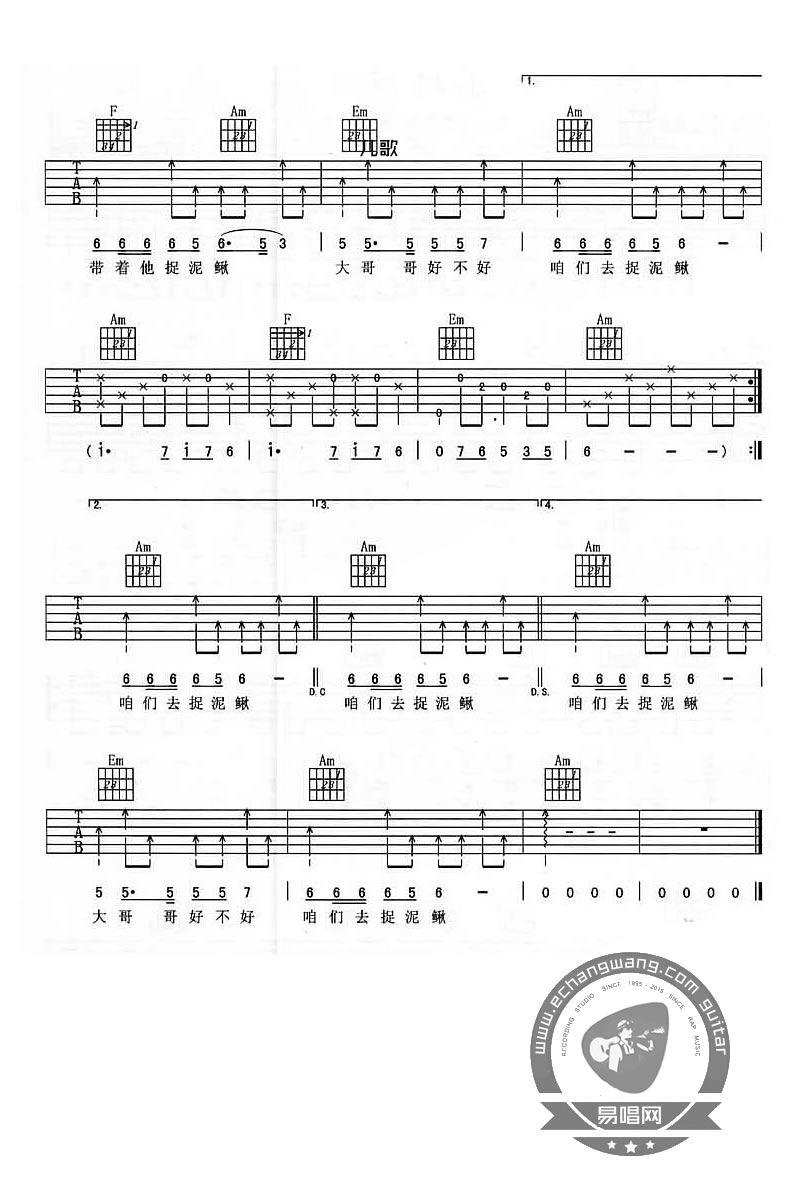 1.
F Am Em Am
儿歌
T A B
6 6 6 6 5 6· 5 3 | 5 5· 5 5 5 7 | 6 6 6 6 5 6 – |
带着他捉泥鳅 大哥 哥好不好 咱们去捉泥鳅
Am F Em Am
T A B
(i· 7 i 7 6 | i· 7 i 7 6 | 0 7 6 5 3 5 | 6 – – –) :||
2. 3. 4.
Am Am Am
T A B
6 6 6 6 5 6 – || 6 6 6 6 5 6 – || 6 6 6 6 5 6 – |
D.C D.S.
咱们去捉泥鳅 咱们去捉泥鳅 咱们去捉泥鳅
Em Am Am
T A B
5 5· 5 5 5 7 | 6 6 6 6 5 6 – | 0 0 0 0 | 0 0 0 0 ||
大哥 哥好不好 咱们去捉泥鳅
www.echangwang.com guitar
RECORDING STUDIO SINCE 1995-2015 SINCE RAP MUSIC
易唱网